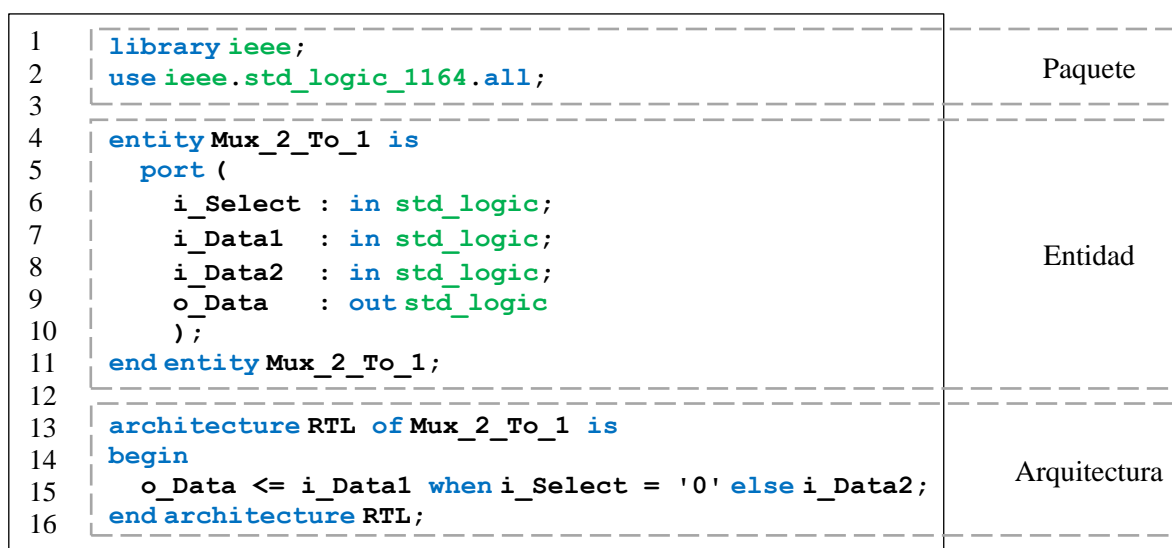 1 library ieee;
2 use ieee.std_logic_1164.all; Paquete
3
4 entity Mux_2_To_1 is
5 port (
6 i_Select : in std_logic;
7 i_Data1 : in std_logic;
8 i_Data2 : in std_logic; Entidad
9 o_Data : out std_logic
10 );
11 end entity Mux_2_To_1;
12
13 architecture RTL of Mux_2_To_1 is
14 begin
15 o_Data <= i_Data1 when i_Select = '0' else i_Data2; Arquitectura
16 end architecture RTL;